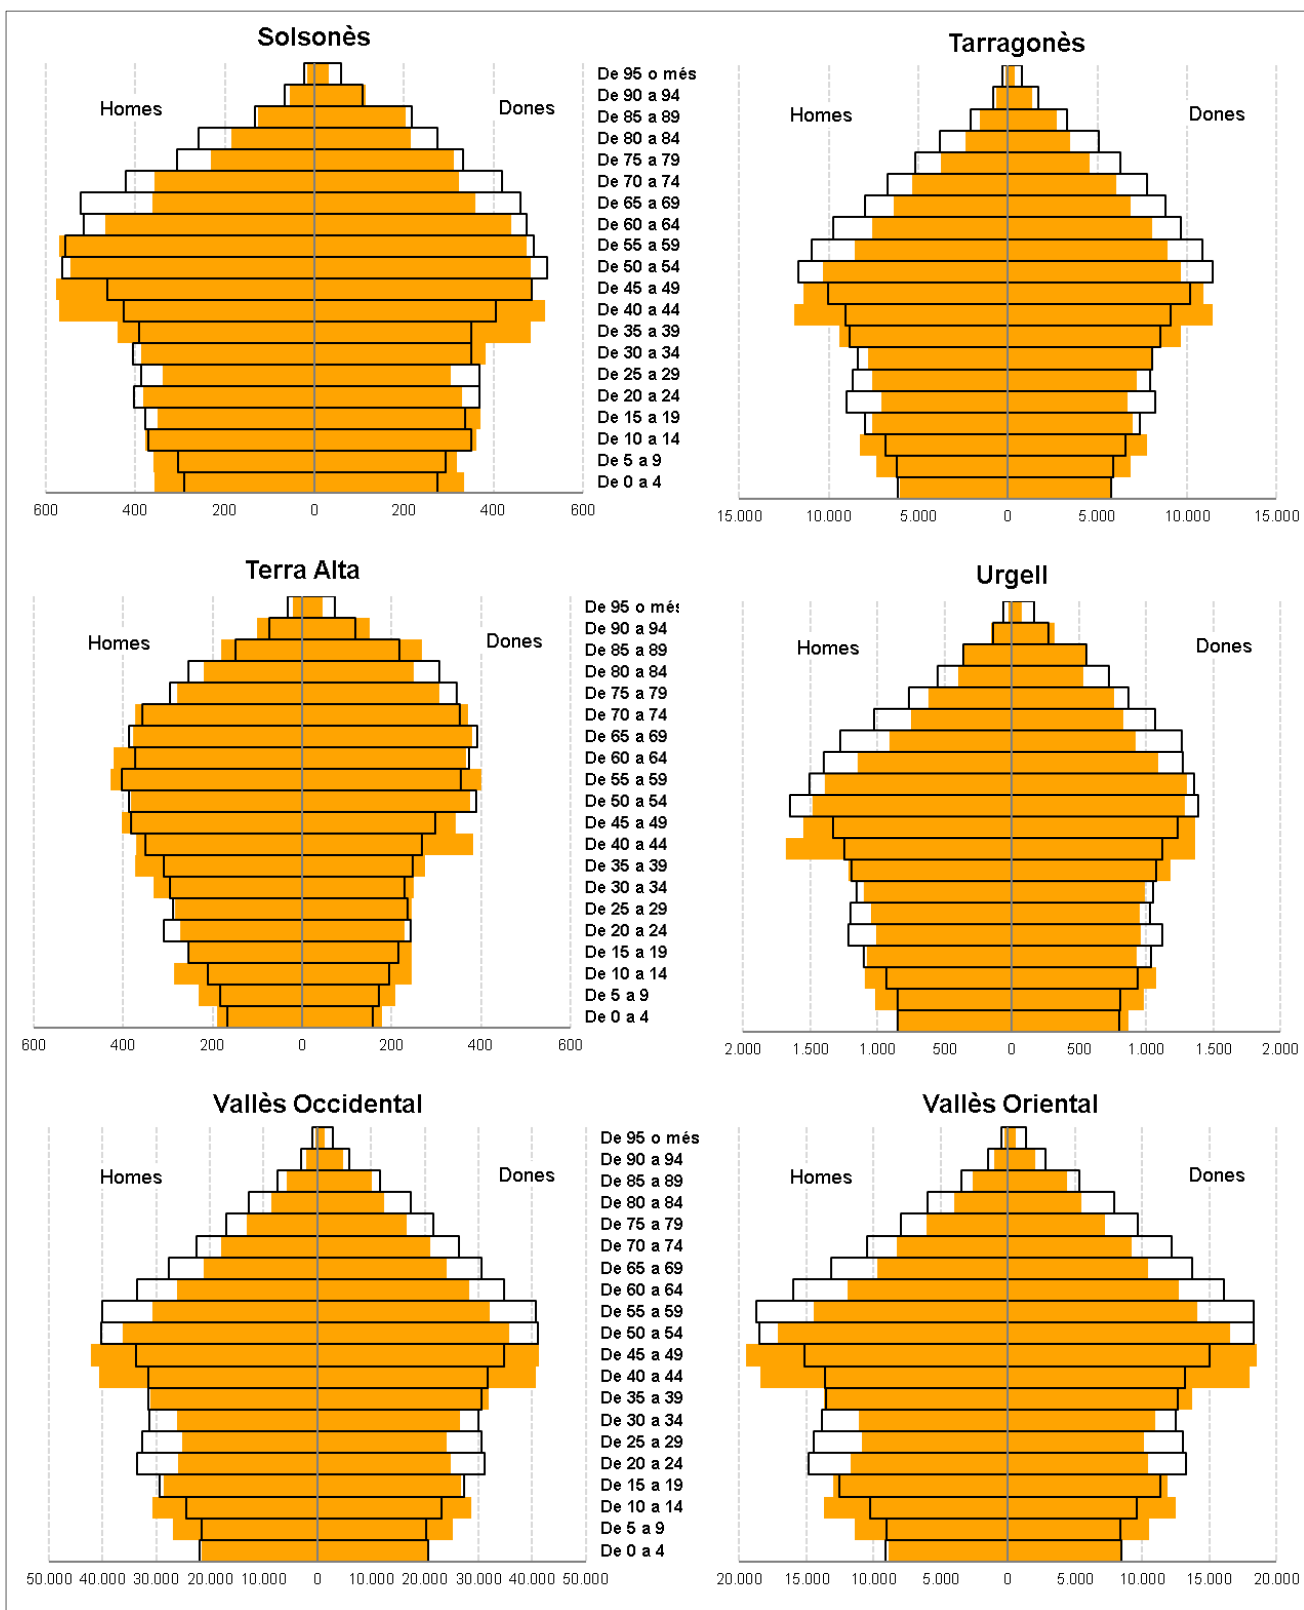 Solsonès
Tarragonès
Homes
Dones
De 95 o més
De 90 a 94
De 85 a 89
De 80 a 84
De 75 a 79
De 70 a 74
De 65 a 69
De 60 a 64
De 55 a 59
De 50 a 54
De 45 a 49
De 40 a 44
De 35 a 39
De 30 a 34
De 25 a 29
De 20 a 24
De 15 a 19
De 10 a 14
De 5 a 9
De 0 a 4
600 400 200 0 200 400 600
Homes
Dones
15.000 10.000 5.000 0 5.000 10.000 15.000
Terra Alta
Urgell
Homes
Dones
De 95 o més
De 90 a 94
De 85 a 89
De 80 a 84
De 75 a 79
De 70 a 74
De 65 a 69
De 60 a 64
De 55 a 59
De 50 a 54
De 45 a 49
De 40 a 44
De 35 a 39
De 30 a 34
De 25 a 29
De 20 a 24
De 15 a 19
De 10 a 14
De 5 a 9
De 0 a 4
600 400 200 0 200 400 600
Homes
Dones
2.000 1.500 1.000 500 0 500 1.000 1.500 2.000
Vallès Occidental
Vallès Oriental
Homes
Dones
De 95 o més
De 90 a 94
De 85 a 89
De 80 a 84
De 75 a 79
De 70 a 74
De 65 a 69
De 60 a 64
De 55 a 59
De 50 a 54
De 45 a 49
De 40 a 44
De 35 a 39
De 30 a 34
De 25 a 29
De 20 a 24
De 15 a 19
De 10 a 14
De 5 a 9
De 0 a 4
50.000 40.000 30.000 20.000 10.000 0 10.000 20.000 30.000 40.000 50.000
Homes
Dones
20.000 15.000 10.000 5.000 0 5.000 10.000 15.000 20.000